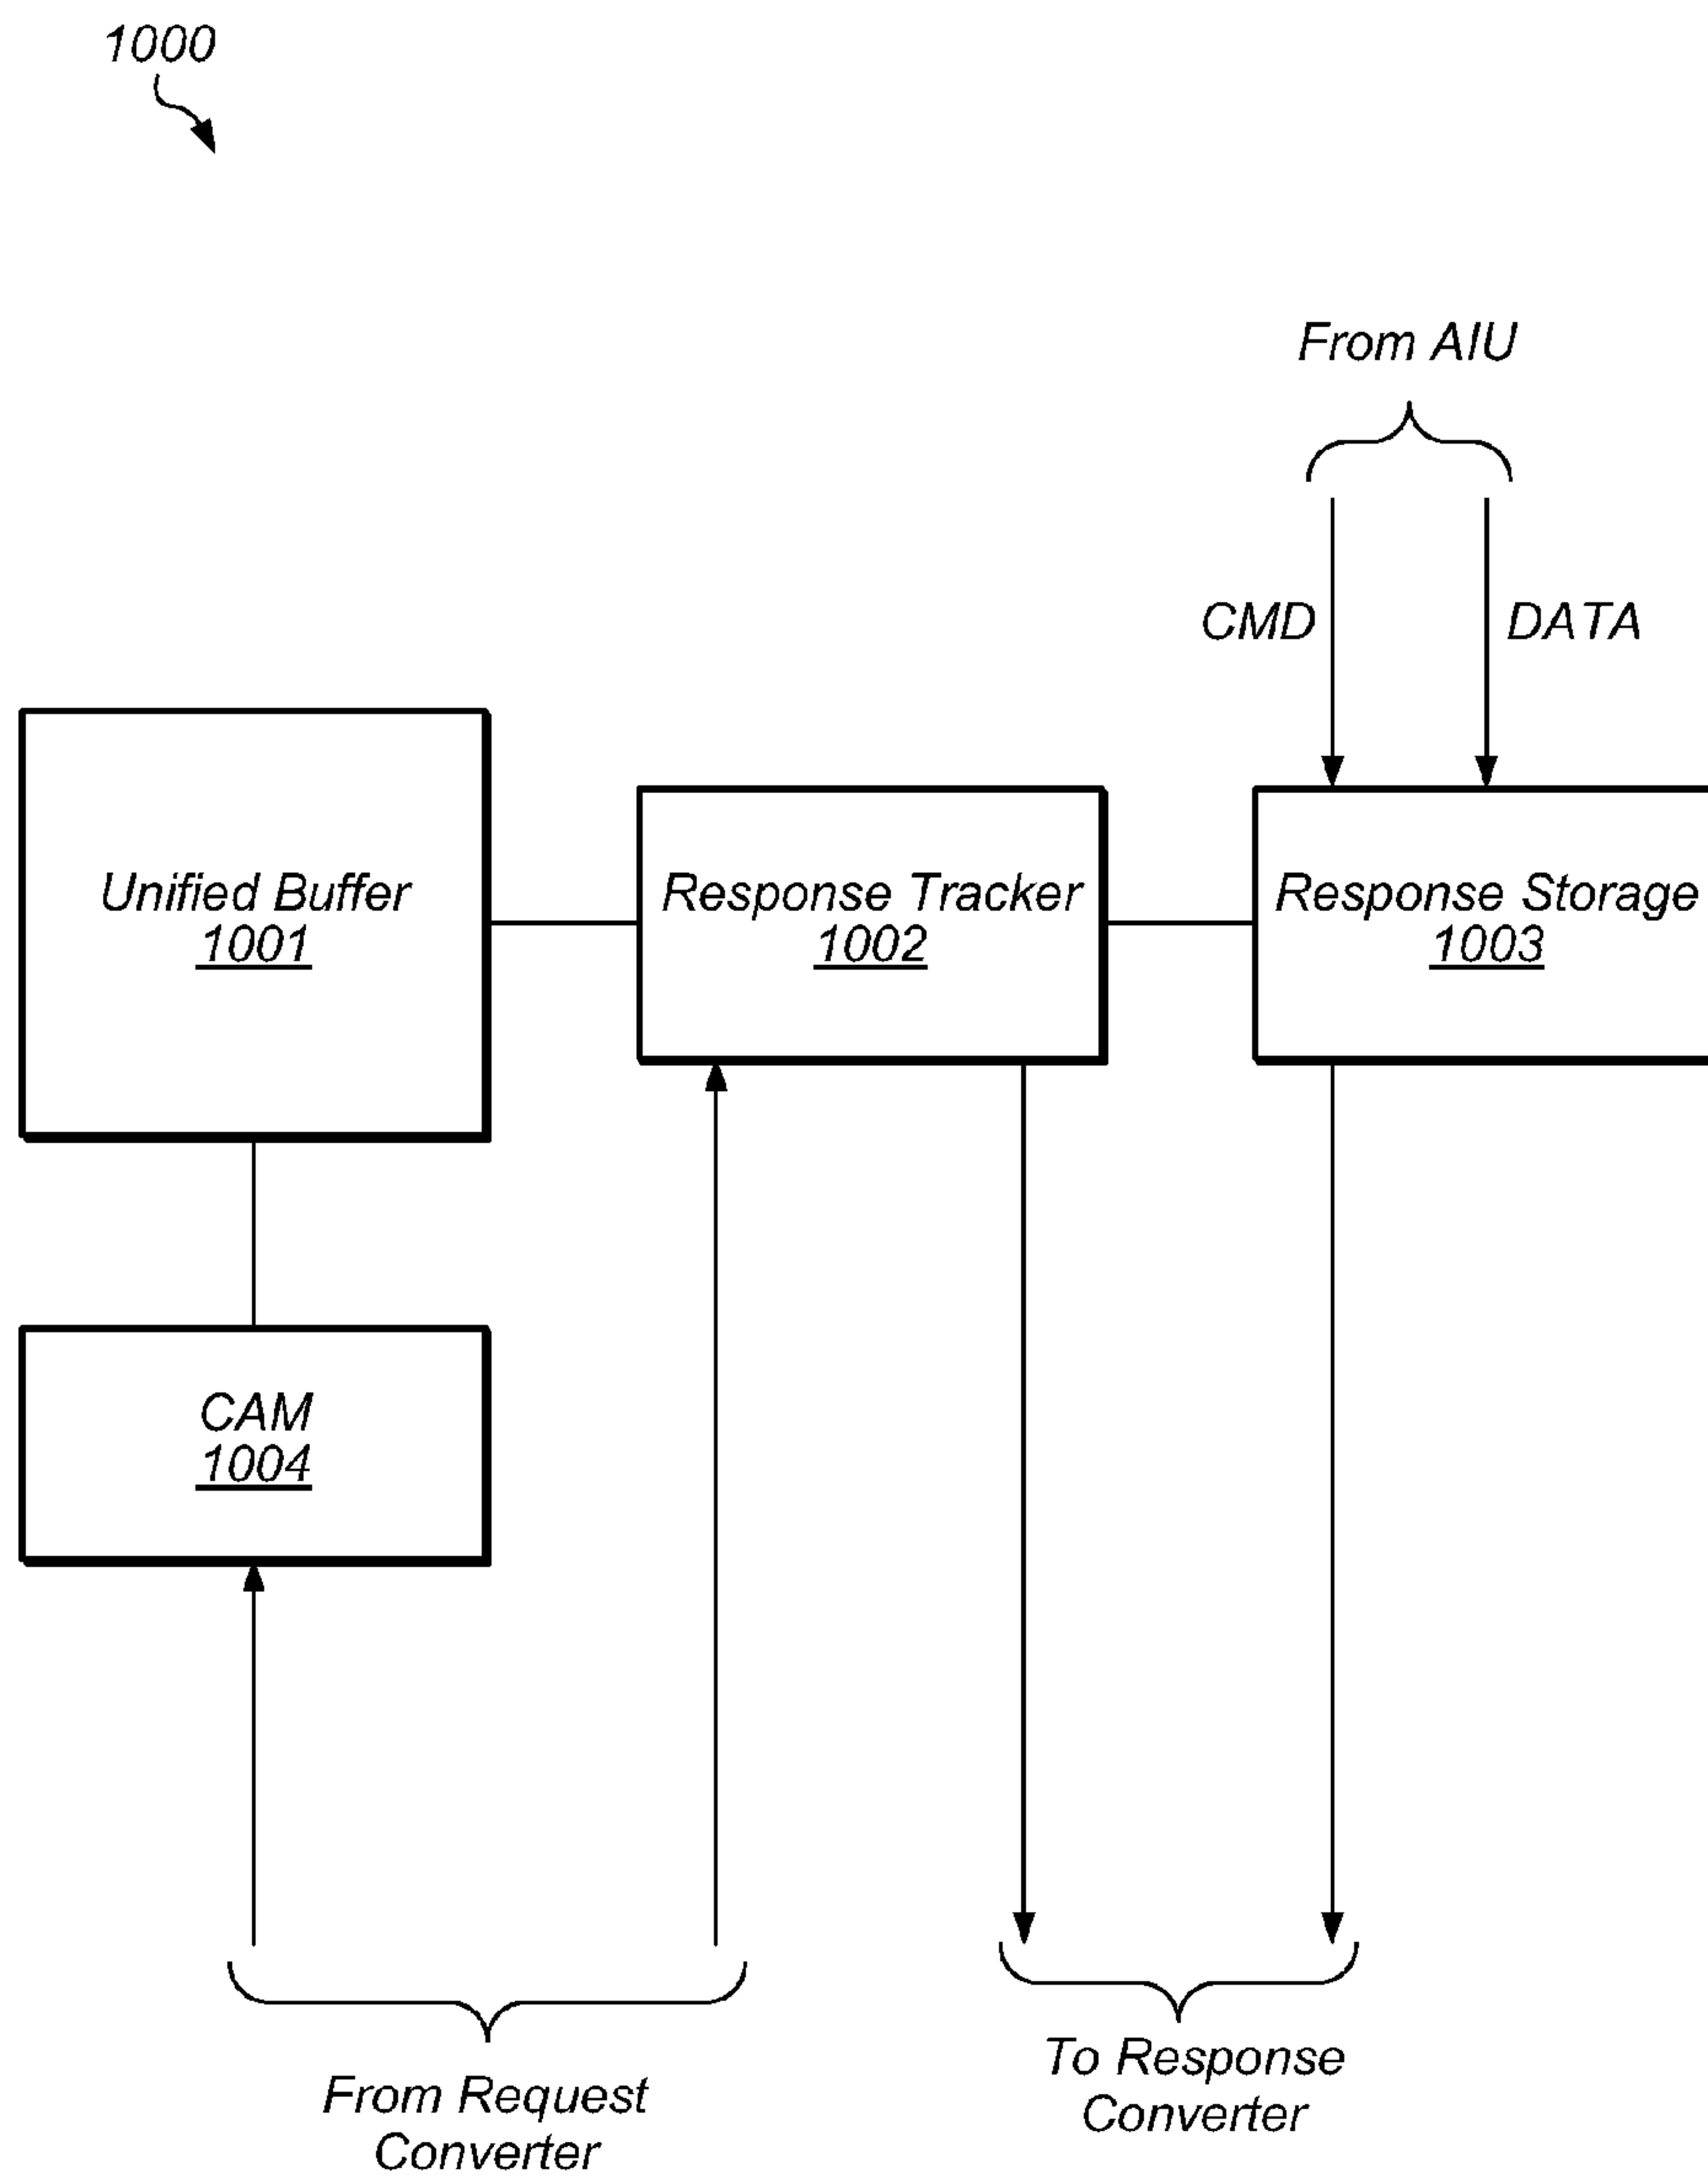 1000
From AIU
CMD
DATA
Unified Buffer
1001
Response Tracker
1002
Response Storage
1003
CAM
1004
From Request
Converter
To Response
Converter